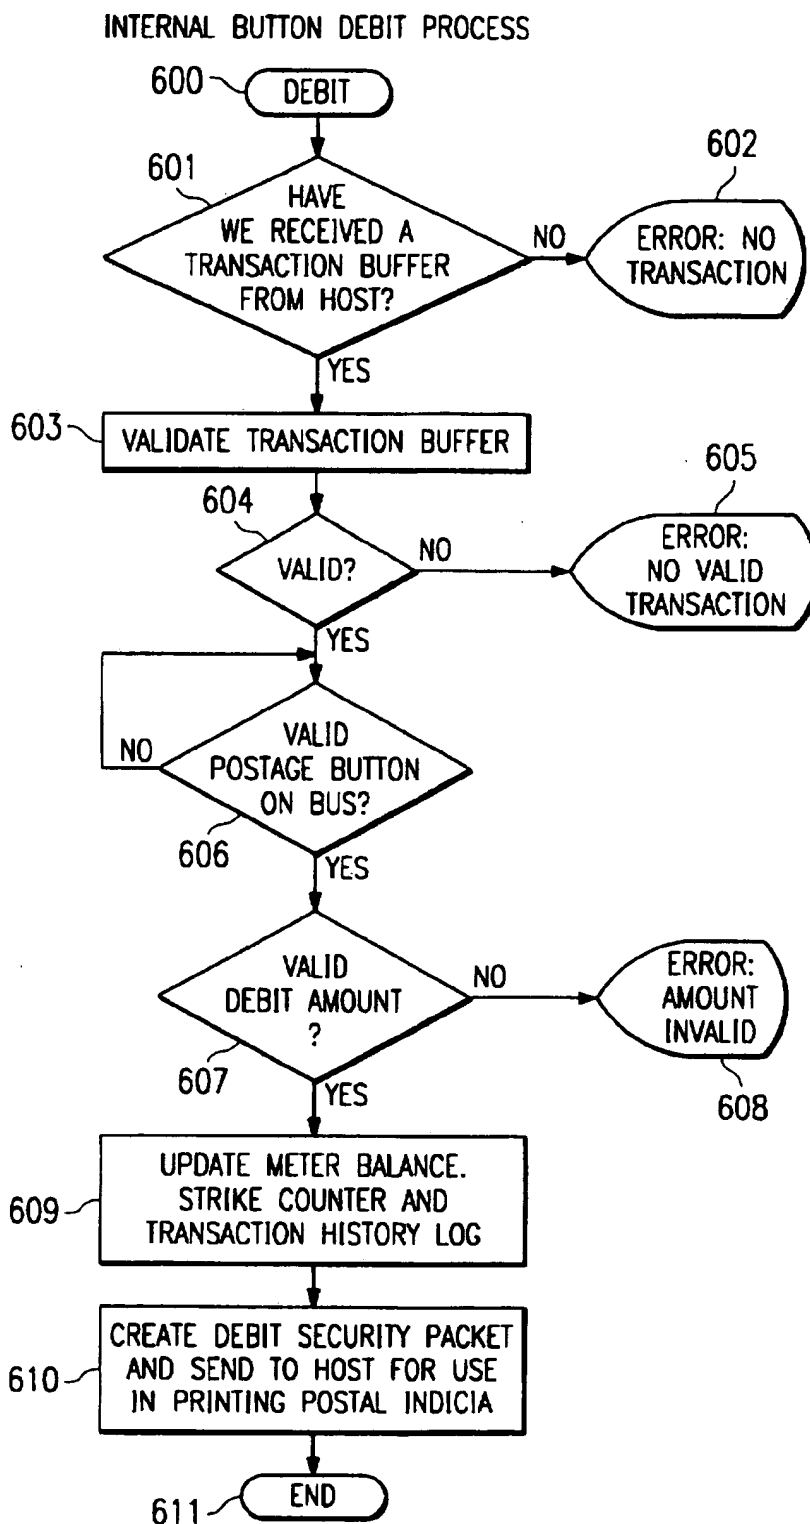 INTERNAL BUTTON DEBIT PROCESS
600
DEBIT
601
HAVE
WE RECEIVED A
TRANSACTION BUFFER
FROM HOST?
NO
602
ERROR: NO
TRANSACTION
YES
603
VALIDATE TRANSACTION BUFFER
604
VALID?
NO
605
ERROR:
NO VALID
TRANSACTION
YES
NO
VALID
POSTAGE BUTTON
ON BUS?
606
YES
VALID
DEBIT AMOUNT
?
607
NO
ERROR:
AMOUNT
INVALID
608
YES
609
UPDATE METER BALANCE.
STRIKE COUNTER AND
TRANSACTION HISTORY LOG
610
CREATE DEBIT SECURITY PACKET
AND SEND TO HOST FOR USE
IN PRINTING POSTAL INDICIA
611
END